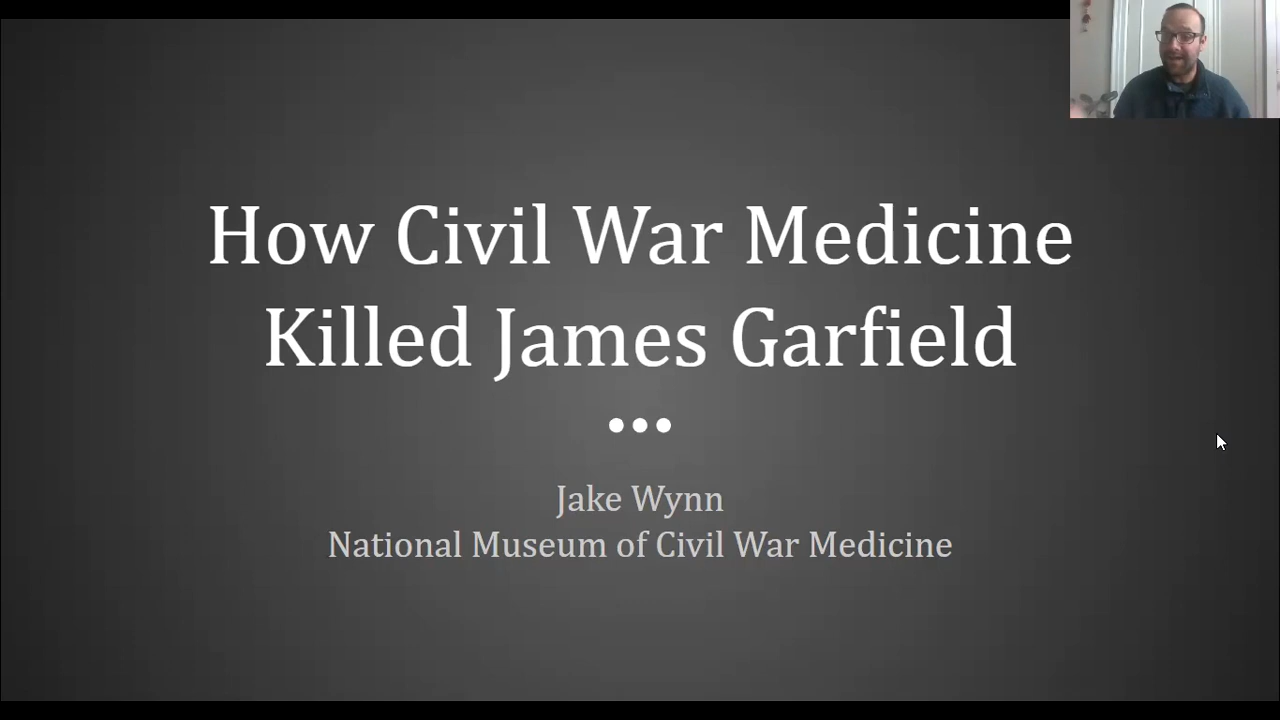 How Civil War Medicine
Killed James Garfield
Jake Wynn
National Museum of Civil War Medicine